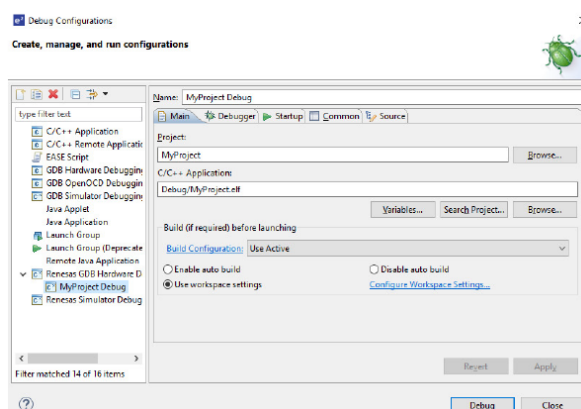 e² Debug Configurations
Create, manage, and run configurations
type filter text
C/C++ Application
C/C++ Remote Applicatic
EASE Script
GDB Hardware Debugging
GDB OpenOCD Debuggin
GDB Simulator Debugging
Java Applet
Java Application
Launch Group
Launch Group (Deprecate
Remote Java Application
Renesas GDB Hardware D
MyProject Debug
Renesas Simulator Debug
Filter matched 14 of 16 items
Name: MyProject Debug
Main Debugger Startup Common Source
Project:
MyProject Browse...
C/C++ Application:
Debug/MyProject.elf
Variables... Search Project... Browse...
Build (if required) before launching
Build Configuration: Use Active
Enable auto build Disable auto build
Use workspace settings Configure Workspace Settings...
Revert Apply
? Debug Close